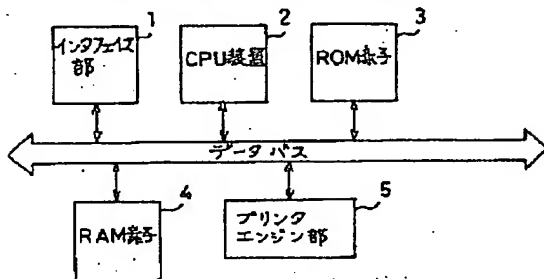 1
インタフェイス
部
2
CPU装置
3
ROM素子
データバス
4
RAM素子
5
プリンタ
エンジン部